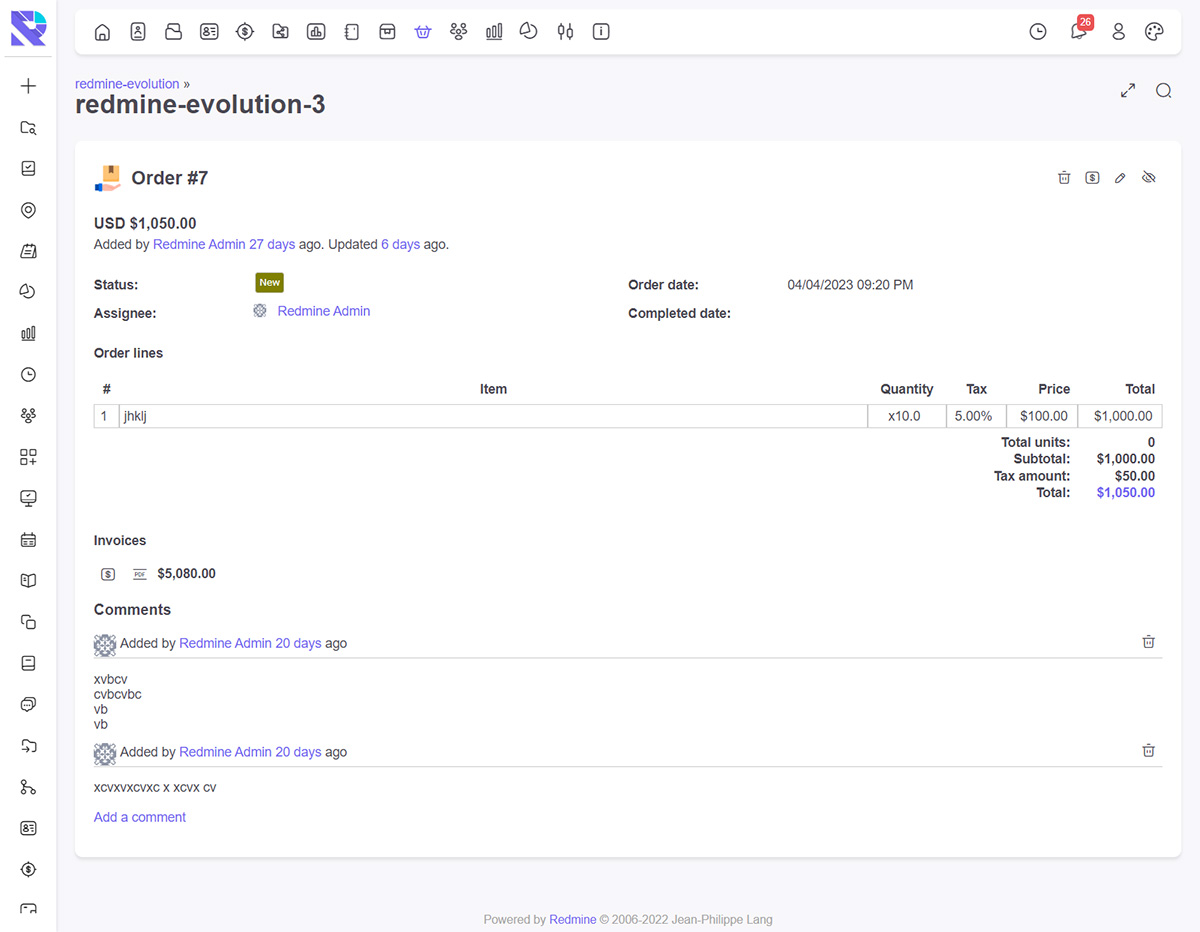 26
redmine-evolution »
redmine-evolution-3
Order #7
USD $1,050.00
Added by Redmine Admin 27 days ago. Updated 6 days ago.
Status: New Order date: 04/04/2023 09:20 PM
Assignee: Redmine Admin Completed date:
Order lines
# Item Quantity Tax Price Total
1 jhklj x10.0 5.00% $100.00 $1,000.00
Total units: 0
Subtotal: $1,000.00
Tax amount: $50.00
Total: $1,050.00
Invoices
PDF $5,080.00
Comments
Added by Redmine Admin 20 days ago
xvbcv
cvbcvbc
vb
vb
Added by Redmine Admin 20 days ago
xcvxvxcvxc x xcvx cv
Add a comment
Powered by Redmine © 2006-2022 Jean-Philippe Lang